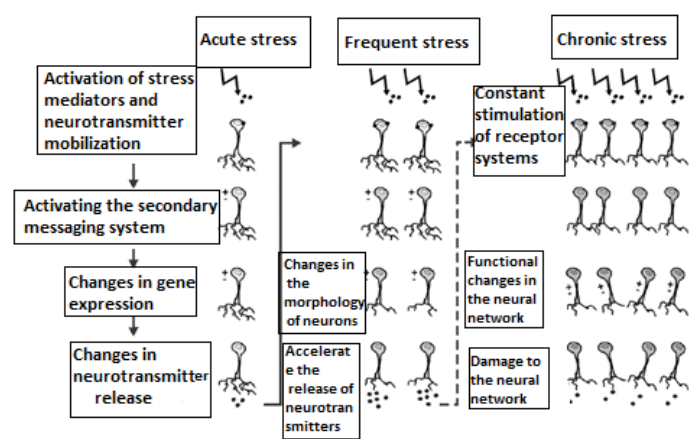 Acute stress
Frequent stress
Chronic stress
Activation of stress
mediators and
neurotransmitter
mobilization
Activating the secondary
messaging system
Changes in gene
expression
Changes in
neurotransmitter
release
Changes in
the
morphology
of neurons
Accelerat
e the
release of
neurotran
smitters
Constant
stimulation
of receptor
systems
Functional
changes in
the neural
network
Damage to
the neural
network